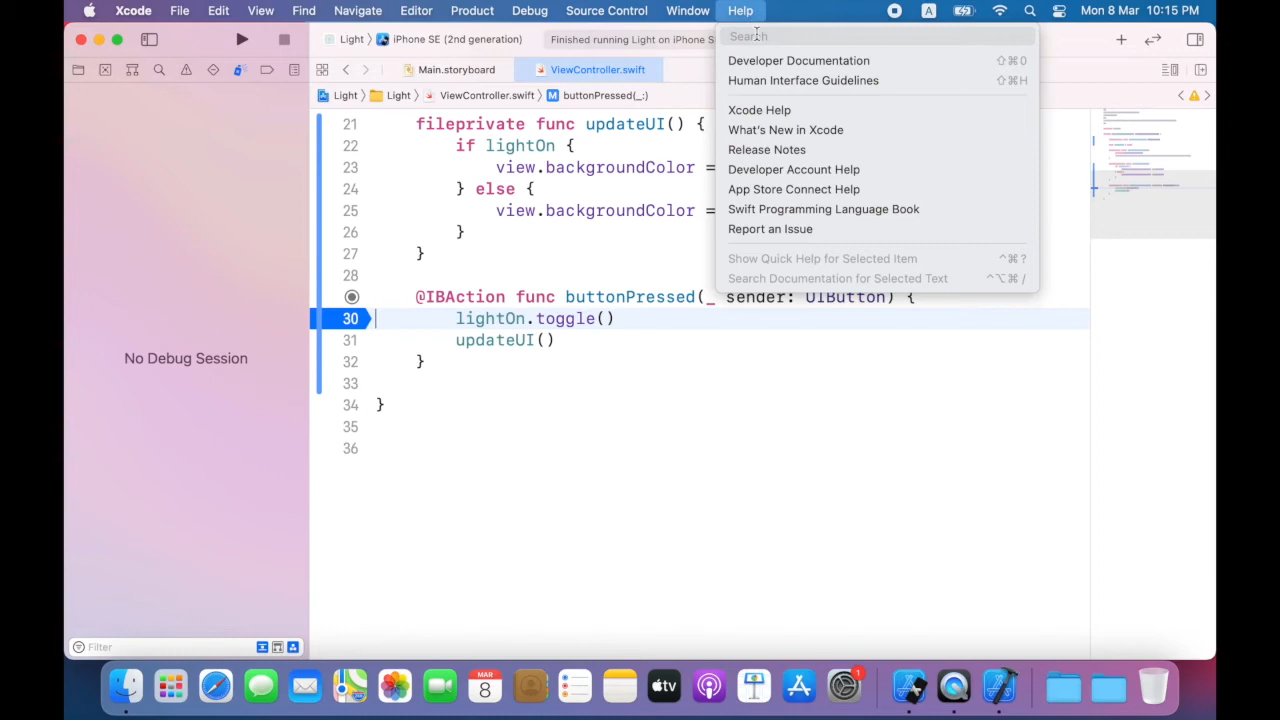 Xcode File Edit View Find Navigate Editor Product Debug Source Control Window Help A Mon 8 Mar 10:15 PM
Light iPhone SE (2nd generation) Finished running Light on iPhone S
Search
Developer Documentation ⇧⌘0
Human Interface Guidelines ⇧⌘H
Xcode Help
What's New in Xcode
Release Notes
Developer Account Help
App Store Connect Help
Swift Programming Language Book
Report an Issue
Show Quick Help for Selected Item ^⌘?
Search Documentation for Selected Text ^⌥⌘/
Main.storyboard ViewController.swift
Light Light ViewController.swift M buttonPressed(_:)
21 fileprivate func updateUI() {
22 if lightOn {
23 view.backgroundColor =
24 } else {
25 view.backgroundColor =
26 }
27 }
28
@IBAction func buttonPressed(_ sender: UIButton) {
30 lightOn.toggle()
31 updateUI()
32 }
33
34 }
35
36
No Debug Session
Filter
MAR
8
tv
1